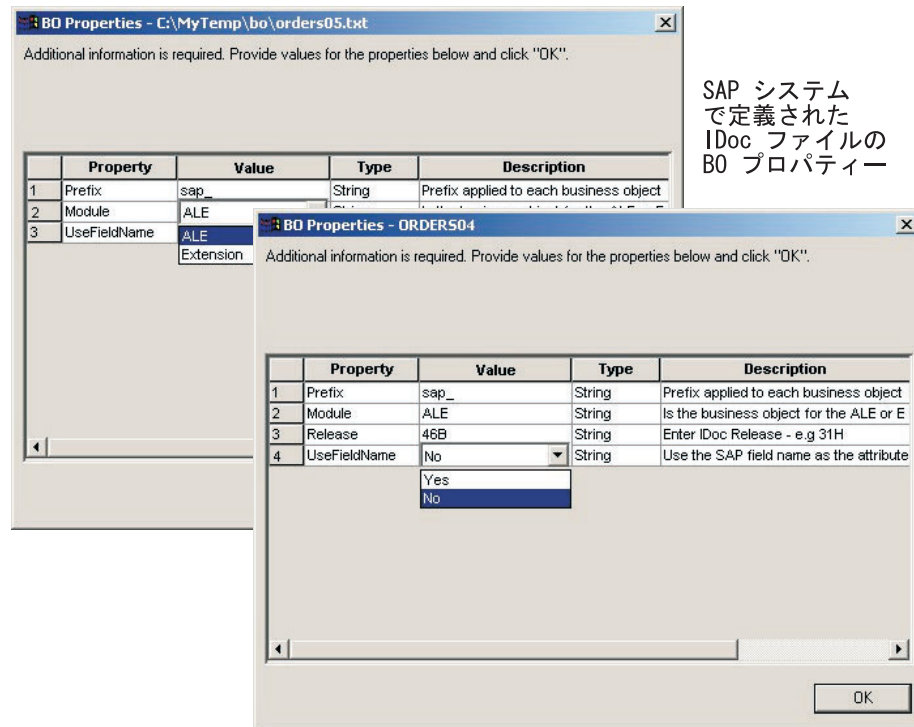 BO Properties - C:\MyTemp\bo\orders05.txt
Additional information is required. Provide values for the properties below and click "OK".
SAP システム
で定義された
IDoc ファイルの
BO プロパティー
Property Value Type Description
1 Prefix sap_ String Prefix applied to each business object
2 Module ALE
3 UseFieldName ALE
Extension
BO Properties - ORDERS04
Additional information is required. Provide values for the properties below and click "OK".
Property Value Type Description
1 Prefix sap_ String Prefix applied to each business object
2 Module ALE String Is the business object for the ALE or E
3 Release 46B String Enter IDoc Release - e.g 31H
4 UseFieldName No String Use the SAP field name as the attribute
Yes
No
OK